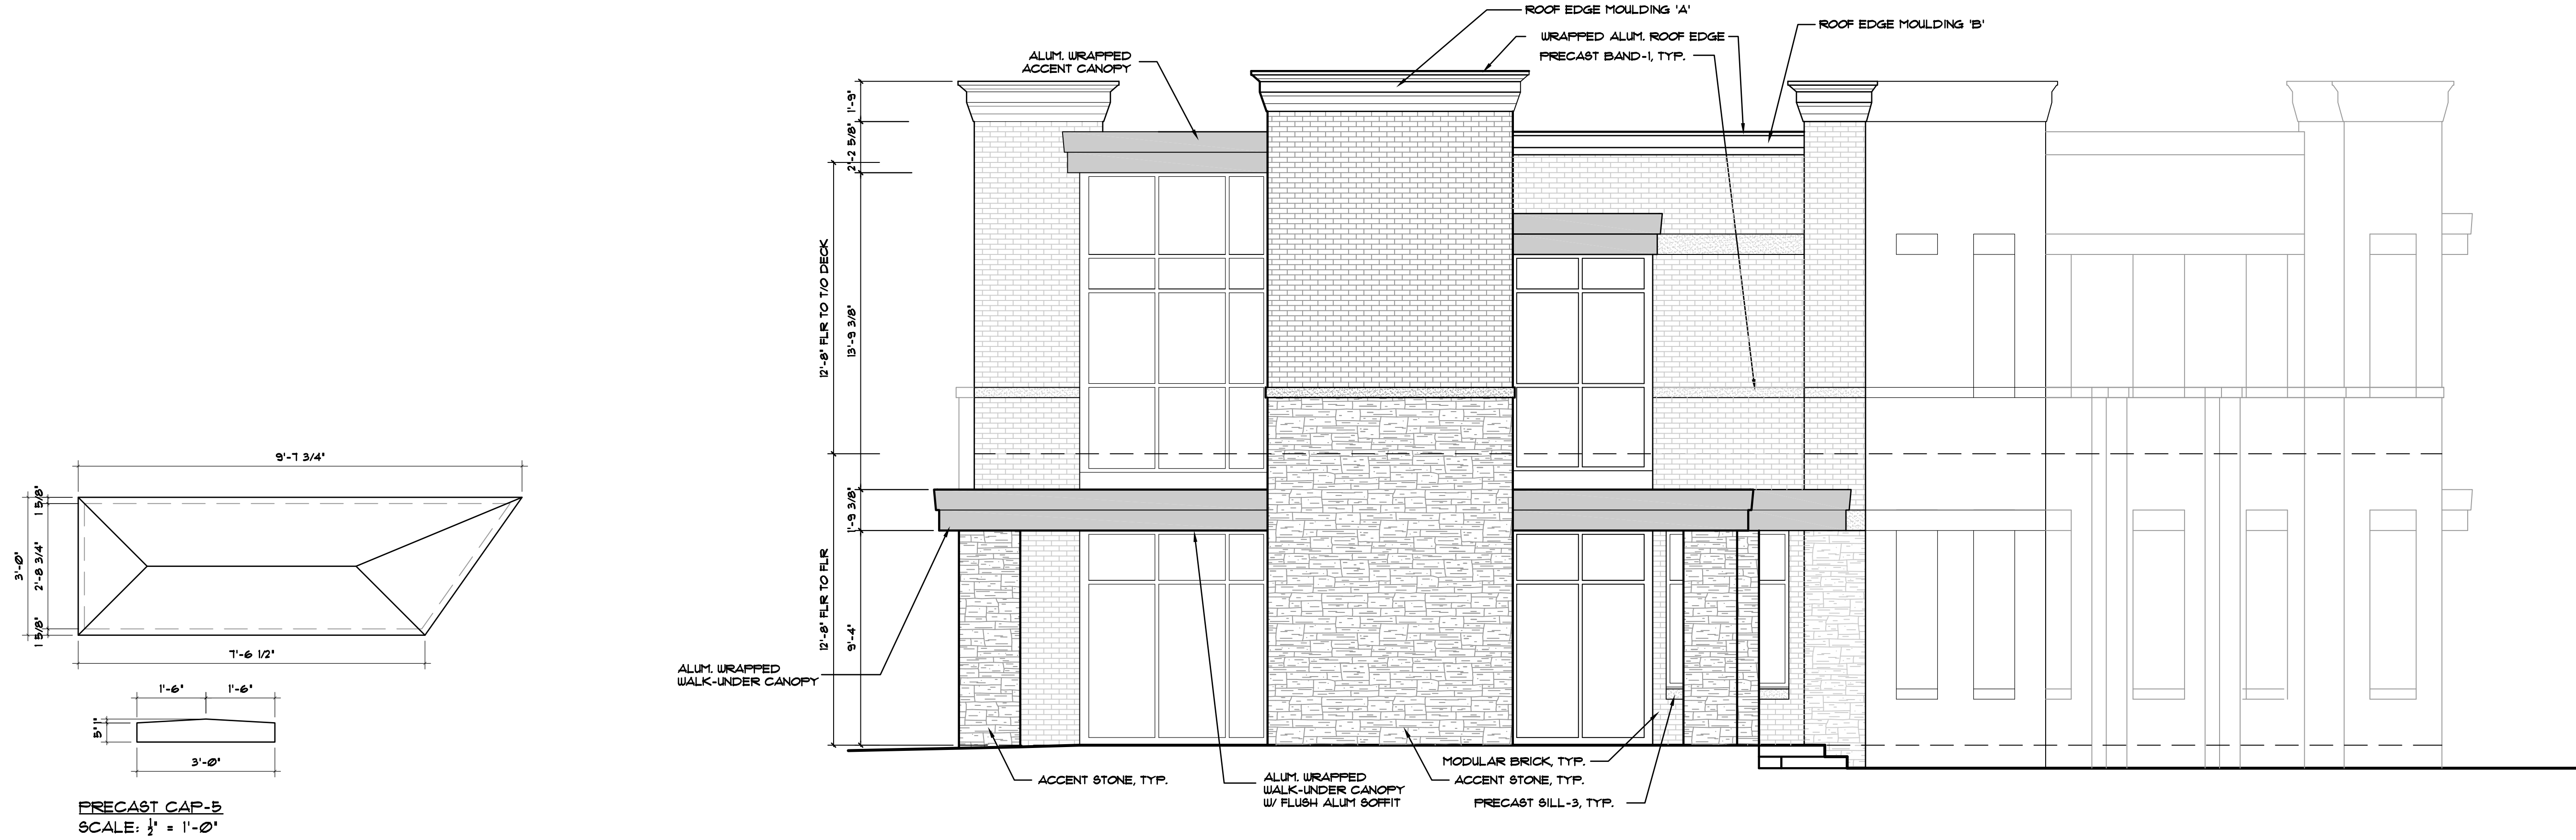 ROOF EDGE MOULDING 'A'
ROOF EDGE MOULDING 'B'
WRAPPED ALUM. ROOF EDGE
PRECAST BAND-1, TYP.
ALUM. WRAPPED
ACCENT CANOPY
1'-9"
2'-2 5/8"
12'-8" FLR TO T/O DECK
13'-9 3/8"
1'-9 3/8"
12'-8" FLR TO FLR
9'-4"
ALUM. WRAPPED
WALK-UNDER CANOPY
ACCENT STONE, TYP.
ALUM. WRAPPED
WALK-UNDER CANOPY
W/ FLUSH ALUM SOFFIT
MODULAR BRICK, TYP.
ACCENT STONE, TYP.
PRECAST SILL-3, TYP.
9'-7 3/4"
1 5/8"
3'-0"
2'-8 3/4"
1 5/8"
7'-6 1/2"
1'-6"
1'-6"
1"
5"
3'-0"
PRECAST CAP-5
SCALE: 1/2" = 1'-0"